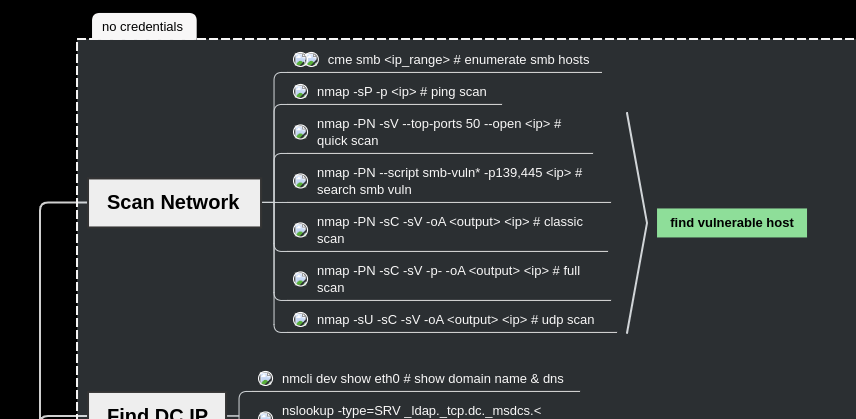 no credentials
cme smb <ip_range> # enumerate smb hosts
nmap -sP -p <ip> # ping scan
nmap -PN -sV --top-ports 50 --open <ip> #
quick scan
nmap -PN --script smb-vuln* -p139,445 <ip> #
search smb vuln
Scan Network
nmap -PN -sC -sV -oA <output> <ip> # classic
scan
find vulnerable host
nmap -PN -sC -sV -p- -oA <output> <ip> # full
scan
nmap -sU -sC -sV -oA <output> <ip> # udp scan
nmcli dev show eth0 # show domain name & dns
Find DC IP
nslookup -type=SRV _ldap._tcp.dc._msdcs.<